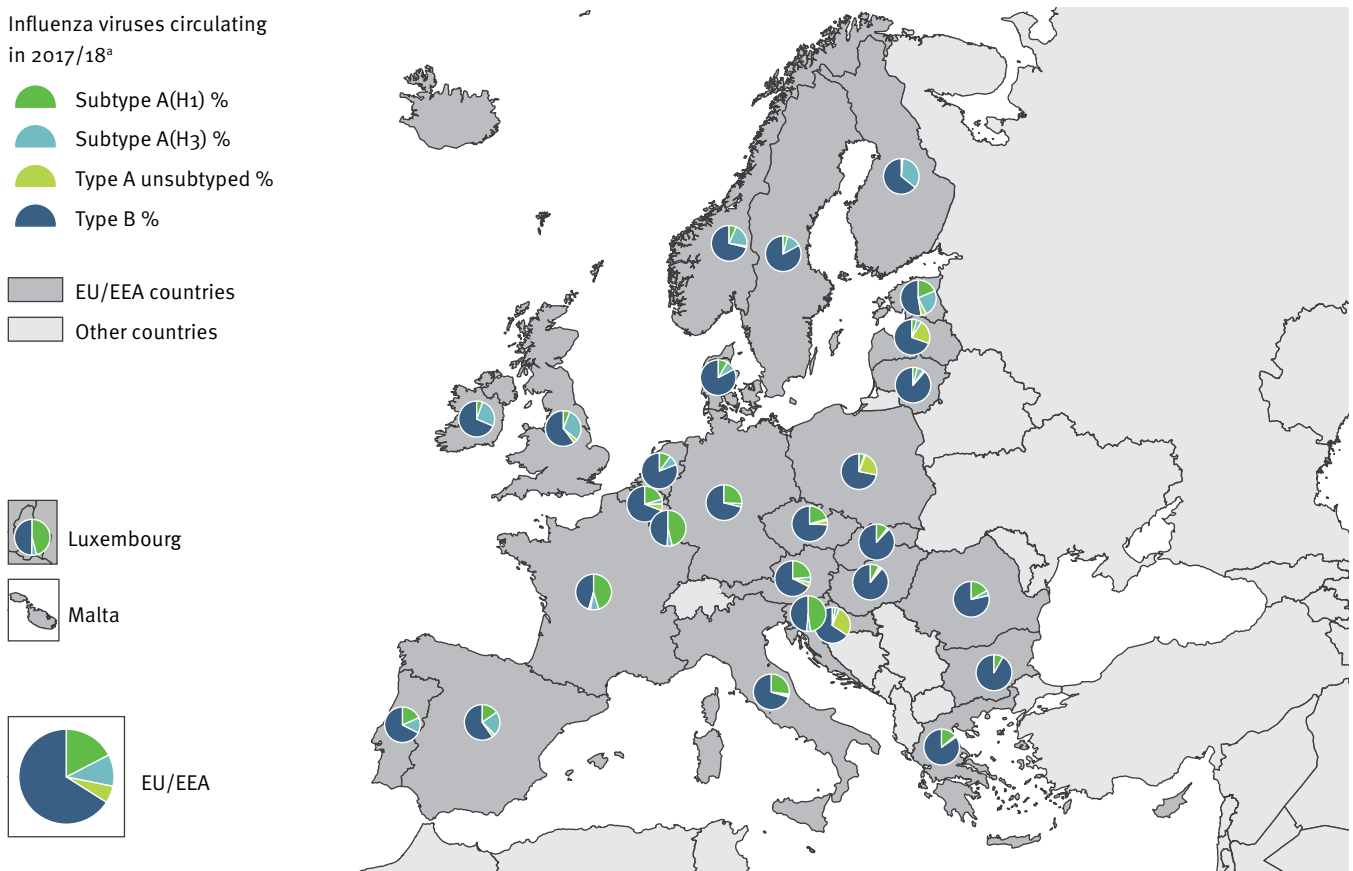 Influenza viruses circulating
in 2017/18ª
Subtype A(H1) %
Subtype A(H3) %
Type A unsubtyped %
Type B %
EU/EEA countries
Other countries
Luxembourg
Malta
EU/EEA